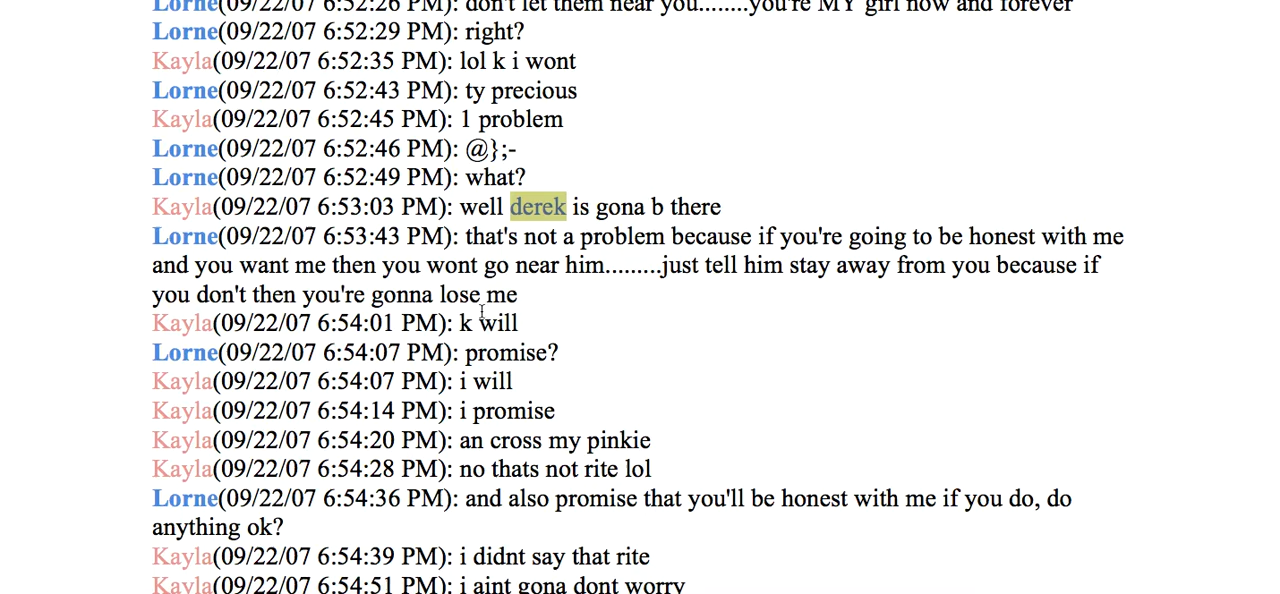 Lorne(09/22/07 6:52:26 PM): don't let them near you........you're MY girl now and forever
Lorne(09/22/07 6:52:29 PM): right?
Kayla(09/22/07 6:52:35 PM): lol k i wont
Lorne(09/22/07 6:52:43 PM): ty precious
Kayla(09/22/07 6:52:45 PM): 1 problem
Lorne(09/22/07 6:52:46 PM): @};-
Lorne(09/22/07 6:52:49 PM): what?
Kayla(09/22/07 6:53:03 PM): well derek is gona b there
Lorne(09/22/07 6:53:43 PM): that's not a problem because if you're going to be honest with me
and you want me then you wont go near him.........just tell him stay away from you because if
you don't then you're gonna lose me
Kayla(09/22/07 6:54:01 PM): k will
Lorne(09/22/07 6:54:07 PM): promise?
Kayla(09/22/07 6:54:07 PM): i will
Kayla(09/22/07 6:54:14 PM): i promise
Kayla(09/22/07 6:54:20 PM): an cross my pinkie
Kayla(09/22/07 6:54:28 PM): no thats not rite lol
Lorne(09/22/07 6:54:36 PM): and also promise that you'll be honest with me if you do, do
anything ok?
Kayla(09/22/07 6:54:39 PM): i didnt say that rite
Kayla(09/22/07 6:54:51 PM): i aint gona dont worry